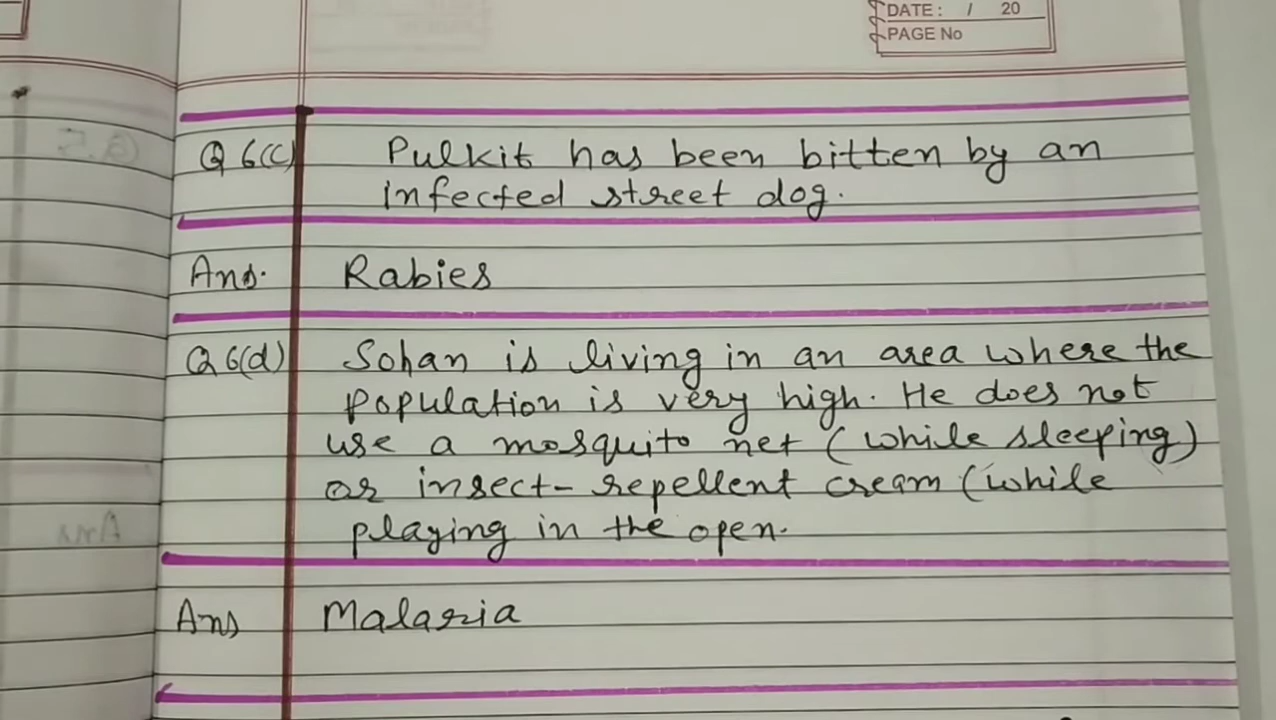 DATE: / 20
PAGE No
Q 6(c) Pulkit has been bitten by an
infected street dog.
Ans. Rabies
Q 6(d) Sohan is living in an area where the
population is very high. He does not
use a mosquito net (while sleeping)
or insect-repellent cream (while
playing in the open.
Ans Malaria